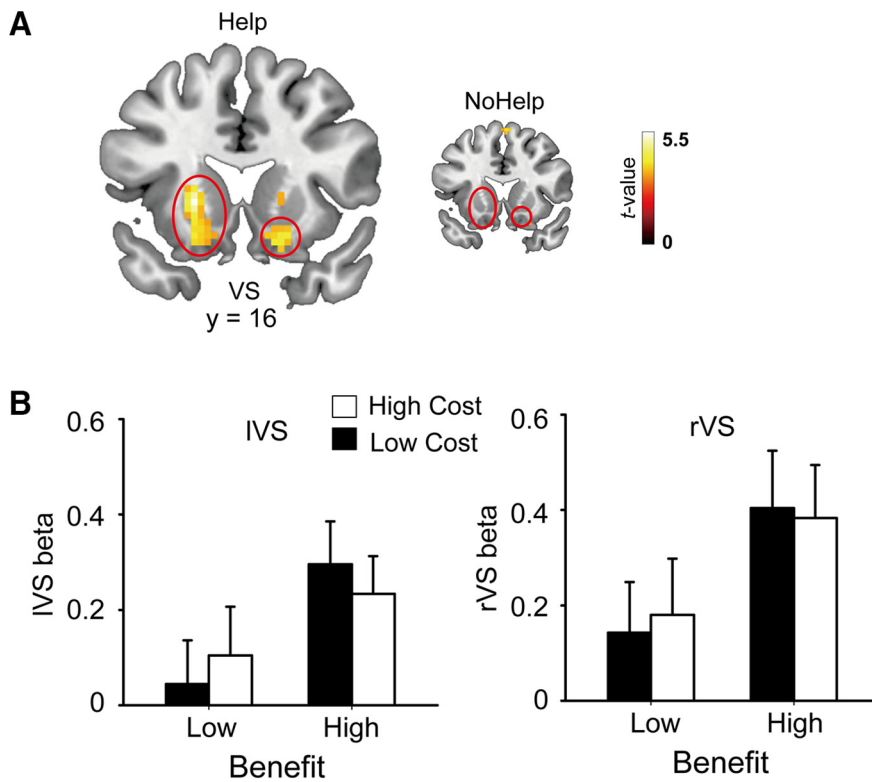 A
Help
NoHelp
5.5
t-value
0
VS
y = 16
B
High Cost
Low Cost
lVS
0.6
0.4
0.2
0
lVS beta
Low
High
Benefit
rVS
0.6
0.4
0.2
0
rVS beta
Low
High
Benefit